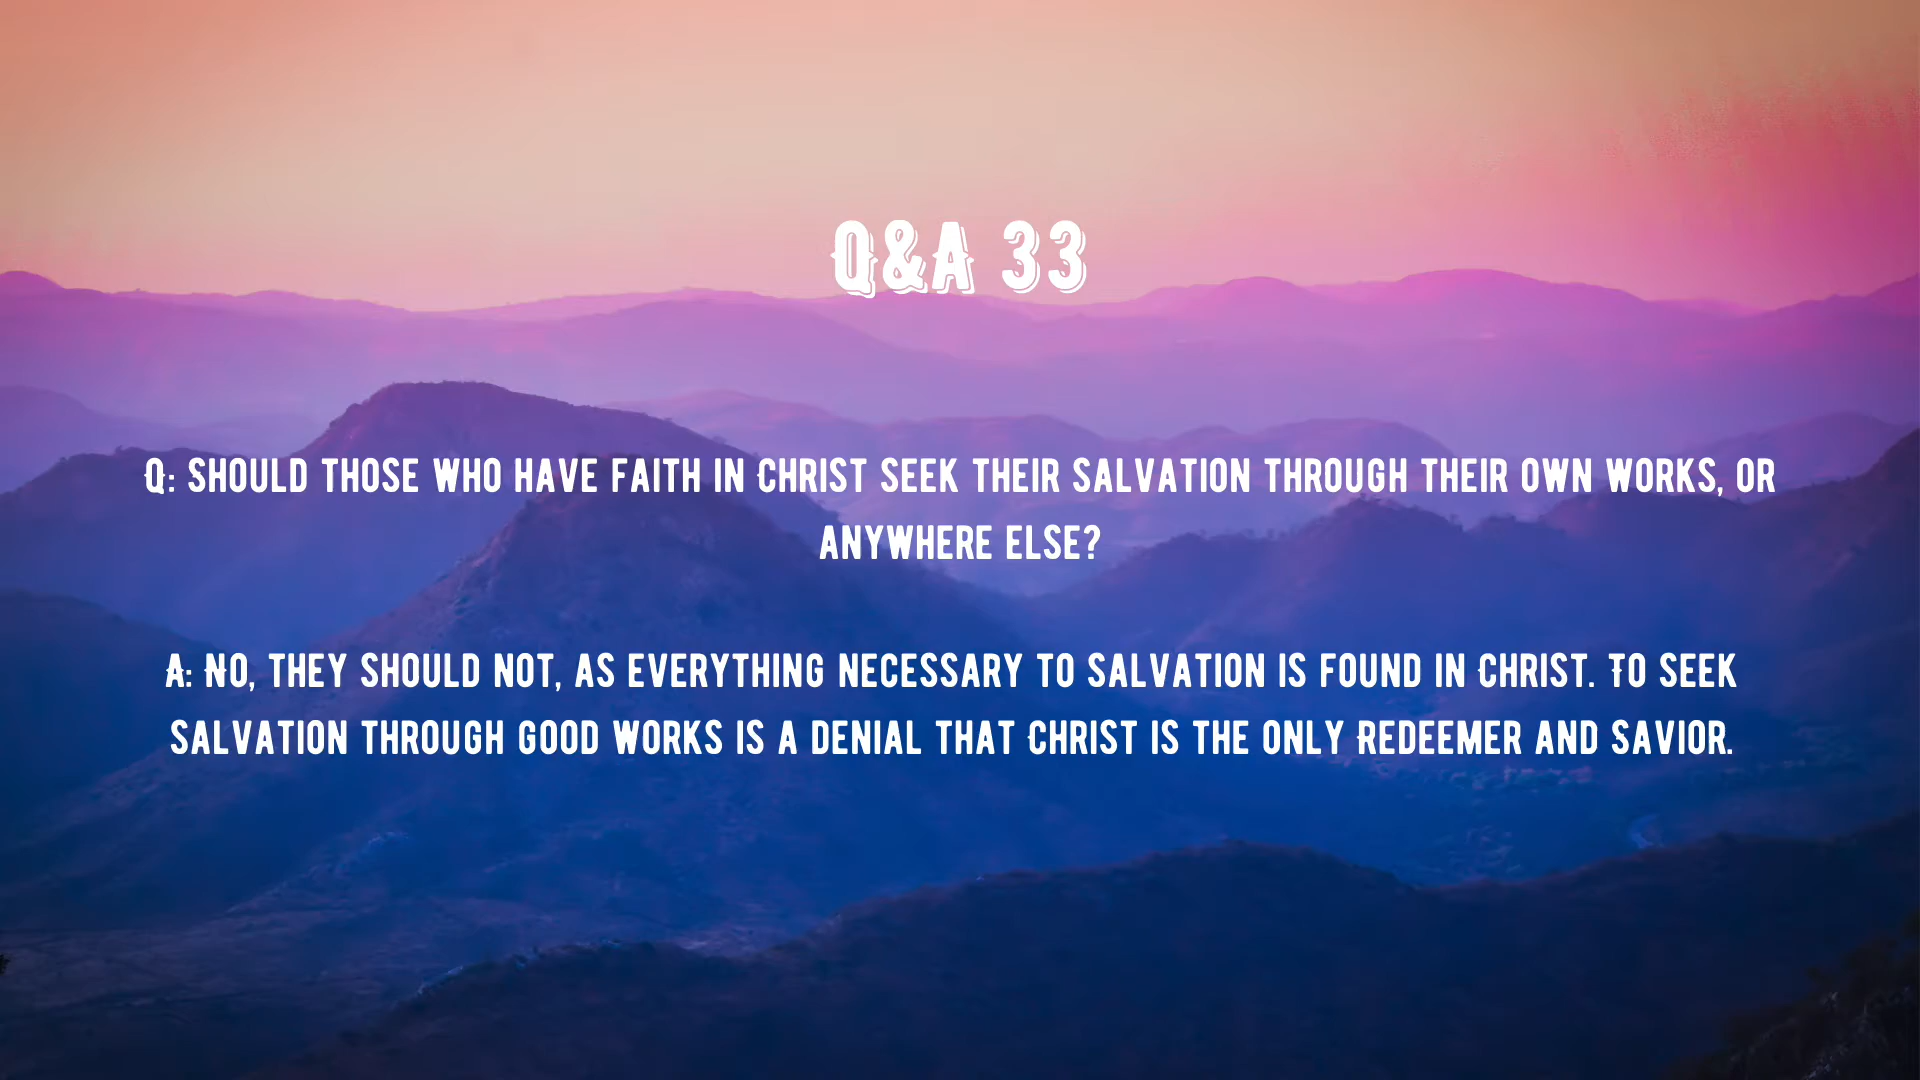 Q&A 33
Q: Should those who have faith in Christ seek their salvation through their own works, or
anywhere else?
A: No, they should not, as everything necessary to salvation is found in Christ. To seek
salvation through good works is a denial that Christ is the only Redeemer and Savior.